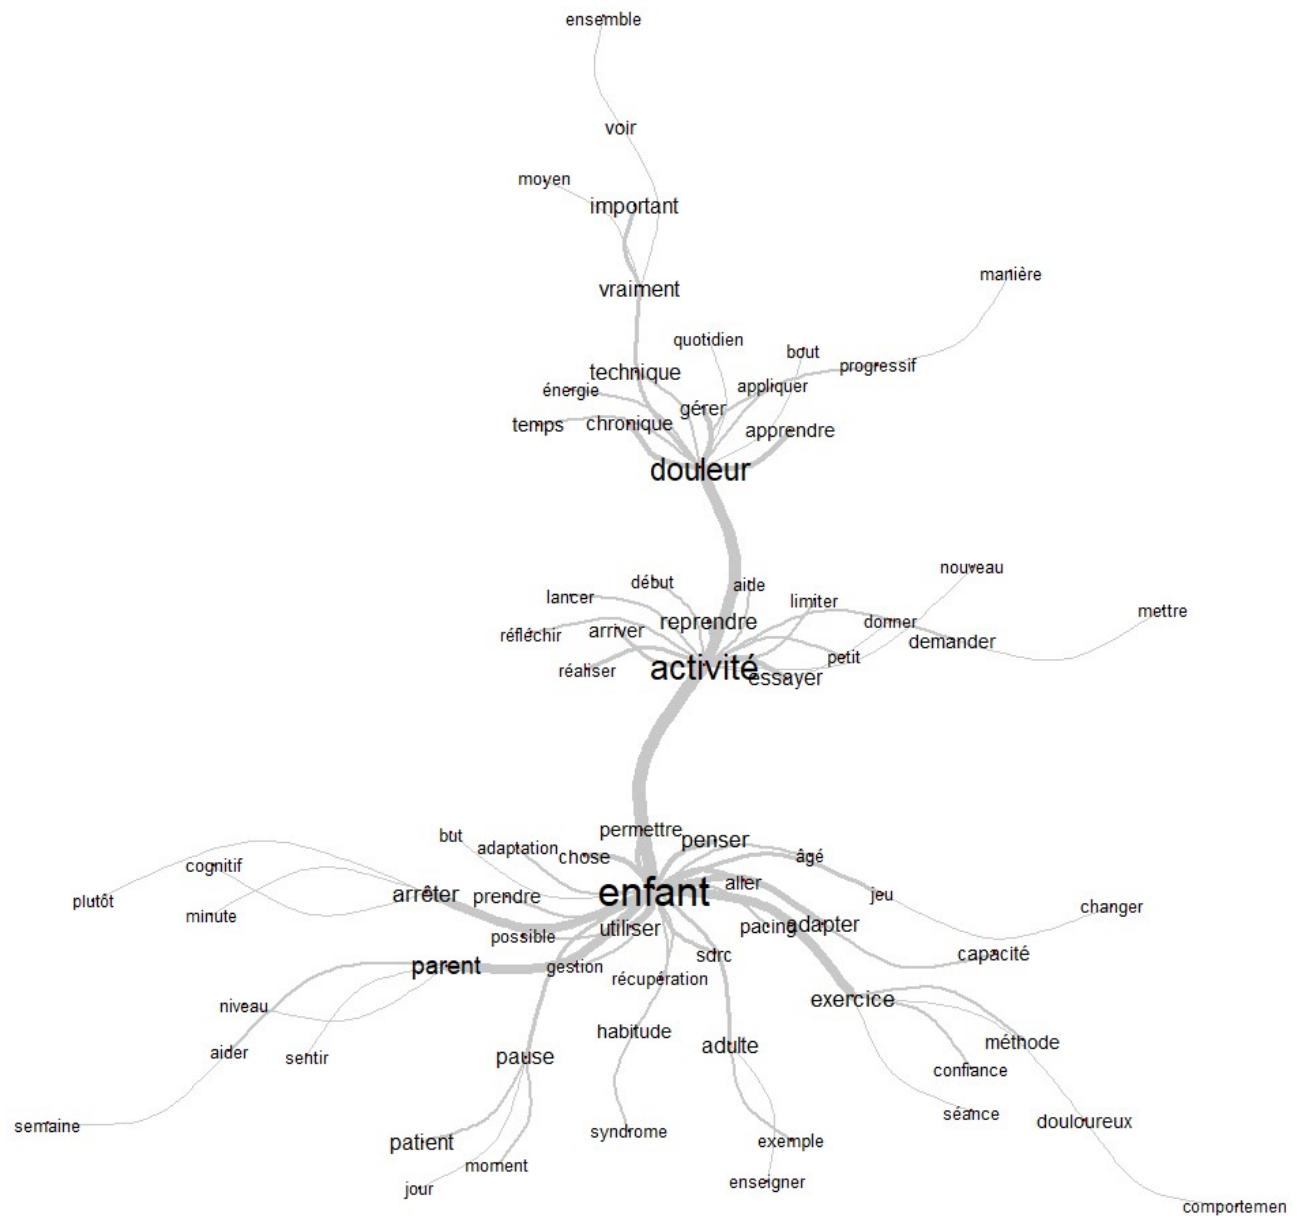 ensemble
voir
moyen
important
manière
vraiment
quotidien
bout
progressif
technique
énergie
appliquer
gérer
temps
chronique
apprendre
douleur
nouveau
début
aide
lancer
limiter
mettre
reprendre
donner
réfléchir
arriver
demander
petit
réaliser
activité
essayer
permettre
penser
but
adaptation
chose
âgé
cognitif
aller
plutôt
arrêter
prendre
enfant
jeu
changer
minute
pacing
adapter
possible
utiliser
capacité
parent
gestion
sdrc
récupération
niveau
exercice
habitude
adulte
méthode
aider
sentir
pause
confiance
semaine
séance
douloureux
patient
syndrome
exemple
moment
jour
enseigner
comportemen